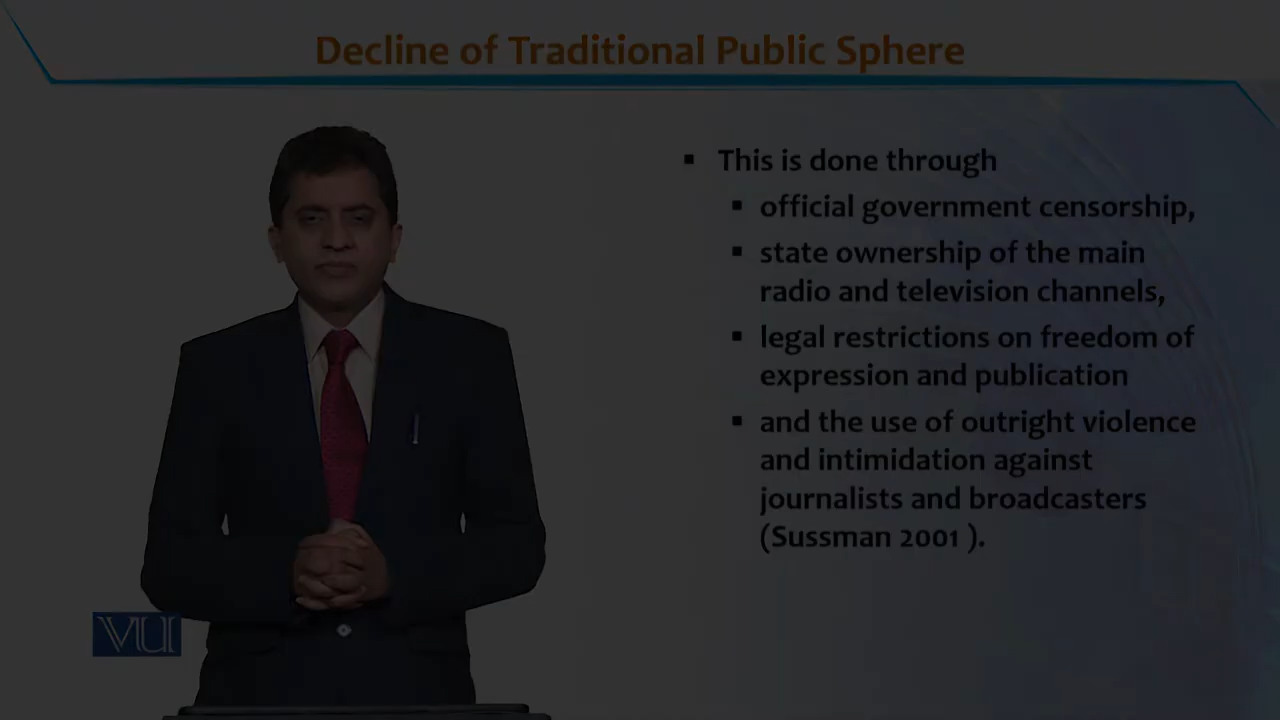 Decline of Traditional Public Sphere
▪ This is done through
▪ official government censorship,
▪ state ownership of the main
radio and television channels,
▪ legal restrictions on freedom of
expression and publication
▪ and the use of outright violence
and intimidation against
journalists and broadcasters
(Sussman 2001 ).
VU